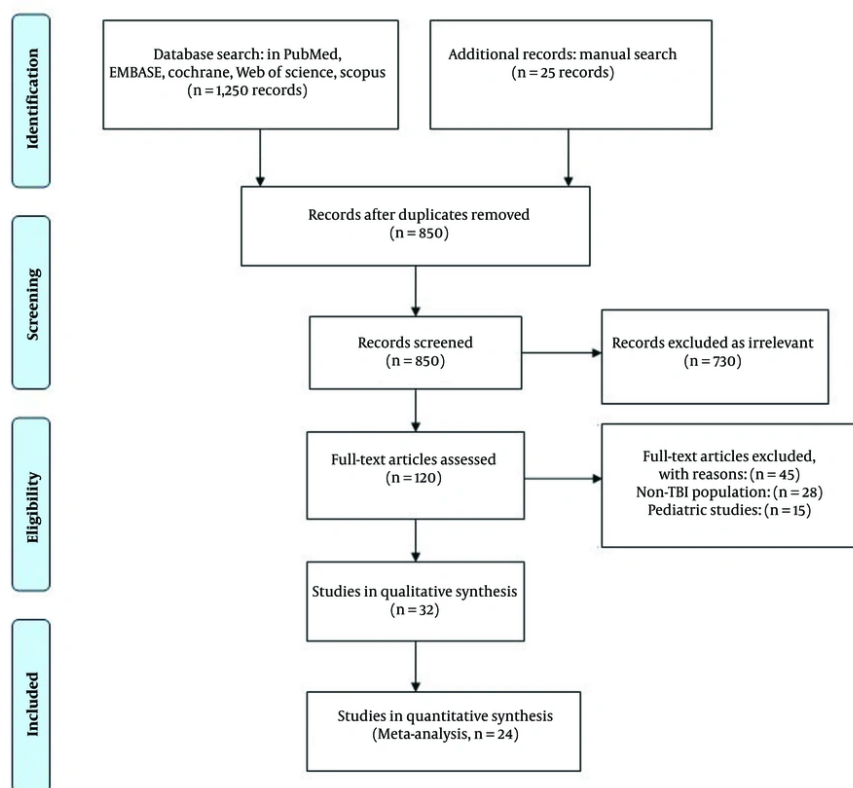 Identification
Database search: in PubMed,
EMBASE, cochrane, Web of science, scopus
(n = 1,250 records)
Additional records: manual search
(n = 25 records)
Records after duplicates removed
(n = 850)
Screening
Records screened
(n = 850)
Records excluded as irrelevant
(n = 730)
Eligibility
Full-text articles assessed
(n = 120)
Full-text articles excluded,
with reasons: (n = 45)
Non-TBI population: (n = 28)
Pediatric studies: (n = 15)
Studies in qualitative synthesis
(n = 32)
Included
Studies in quantitative synthesis
(Meta-analysis, n = 24)